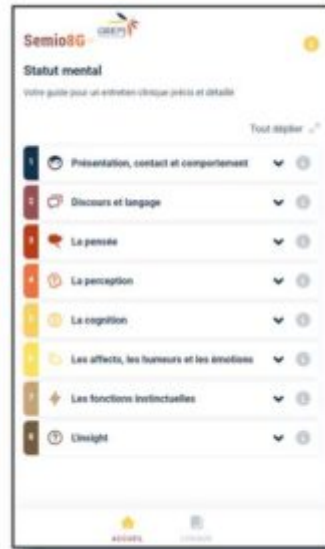 Semio8G
GREPS
Statut mental
Votre guide pour un entretien clinique précis et détaillé
Tout déplier
1 Présentation, contact et comportement
2 Discours et langage
3 La pensée
4 La perception
5 La cognition
6 Les affects, les humeurs et les émotions
7 Les fonctions instinctuelles
8 L'insight
ACCUEIL